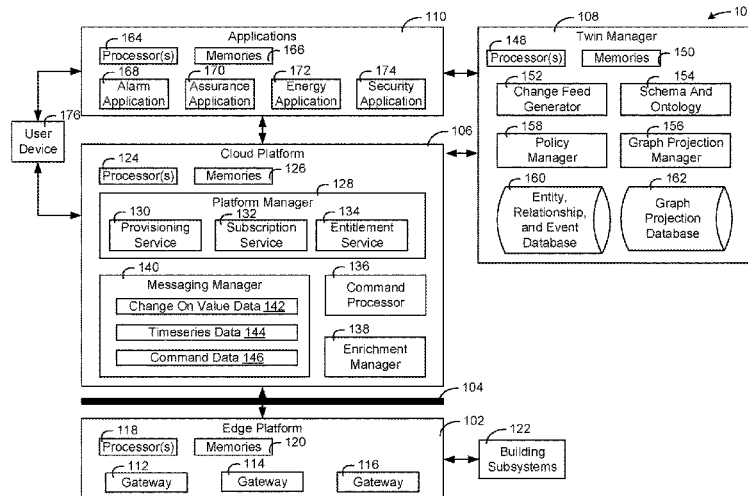 10
110
Applications
164
Processor(s)
Memories
166
168
Alarm
Application
170
Assurance
Application
172
Energy
Application
174
Security
Application
User
Device
176
106
Cloud Platform
124
Processor(s)
Memories
126
128
Platform Manager
130
Provisioning
Service
132
Subscription
Service
134
Entitlement
Service
140
Messaging Manager
Change On Value Data 142
Timeseries Data 144
Command Data 146
136
Command
Processor
138
Enrichment
Manager
104
102
Edge Platform
118
Processor(s)
Memories
120
112
Gateway
114
Gateway
116
Gateway
122
Building
Subsystems
108
Twin Manager
148
Processor(s)
Memories
150
152
Change Feed
Generator
154
Schema And
Ontology
158
Policy
Manager
156
Graph Projection
Manager
160
Entity,
Relationship,
and Event
Database
162
Graph
Projection
Database